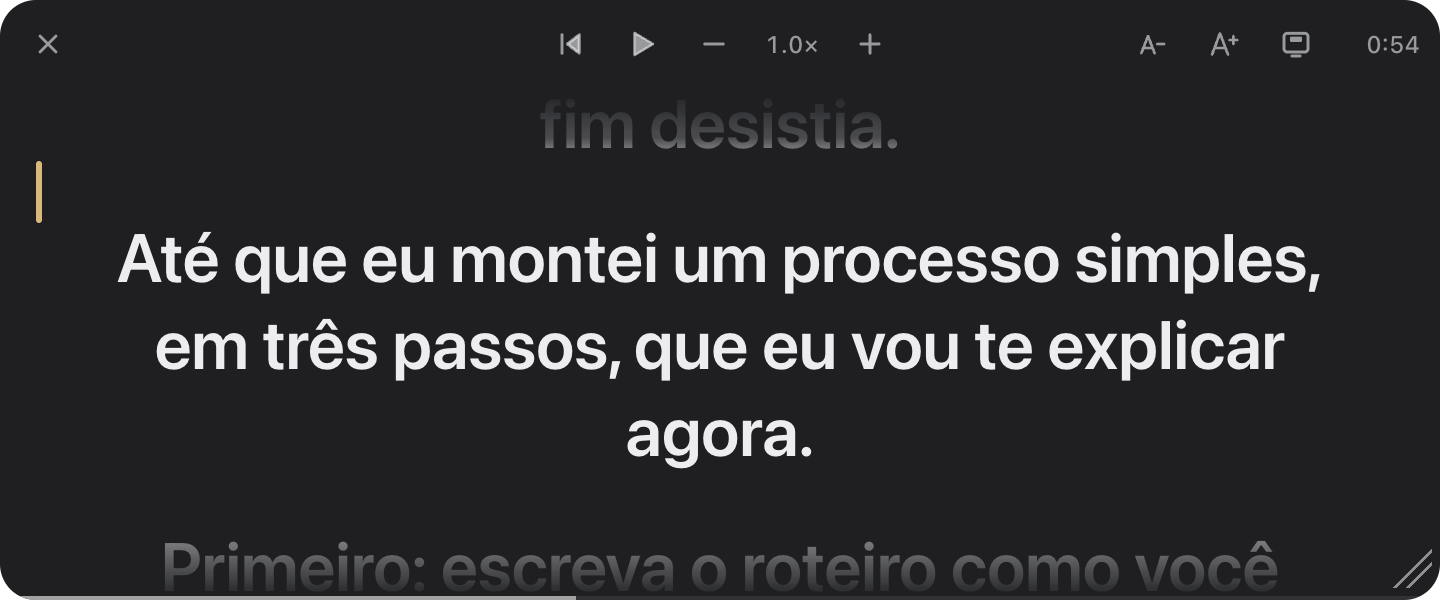 1.0×
A-
A+
0:54
fim desistia.
Até que eu montei um processo simples,
em três passos, que eu vou te explicar
agora.
Primeiro: escreva o roteiro como você